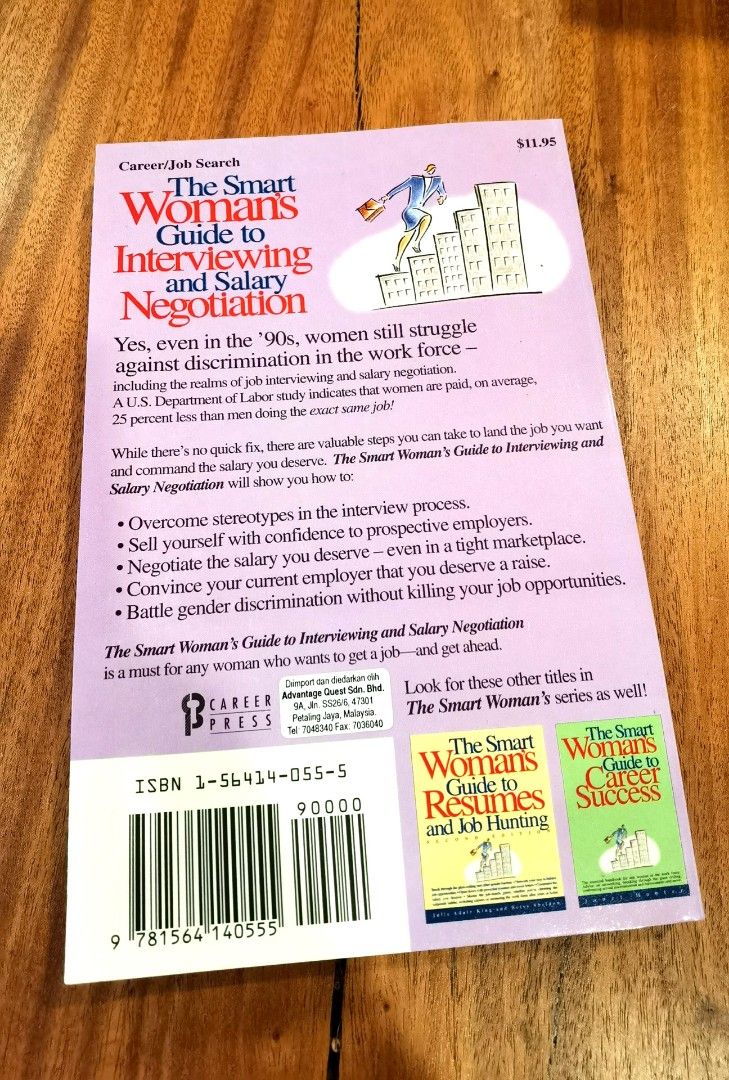 Career/Job Search
$11.95
The Smart
Woman's
Guide to
Interviewing
and Salary
Negotiation
Yes, even in the '90s, women still struggle
against discrimination in the work force –
including the realms of job interviewing and salary negotiation.
A U.S. Department of Labor study indicates that women are paid, on average,
25 percent less than men doing the exact same job!
While there's no quick fix, there are valuable steps you can take to land the job you want
and command the salary you deserve. The Smart Woman's Guide to Interviewing and
Salary Negotiation will show you how to:
• Overcome stereotypes in the interview process.
• Sell yourself with confidence to prospective employers.
• Negotiate the salary you deserve – even in a tight marketplace.
• Convince your current employer that you deserve a raise.
• Battle gender discrimination without killing your job opportunities.
The Smart Woman's Guide to Interviewing and Salary Negotiation
is a must for any woman who wants to get a job—and get ahead.
CAREER
PRESS
Diimport dan diedarkan olih
Advantage Quest Sdn. Bhd.
9A, Jln. SS26/6, 47301
Petaling Jaya, Malaysia.
Tel: 7048340 Fax: 7036040
Look for these other titles in
The Smart Woman's series as well!
ISBN 1-56414-055-5
90000
9 781564 140555
The Smart
Woman's
Guide to
Resumes
and Job Hunting
SECOND EDITION
Julie Adair King and Betsy Sheldon
The Smart
Woman's
Guide to
Career
Success
Janet Hauter